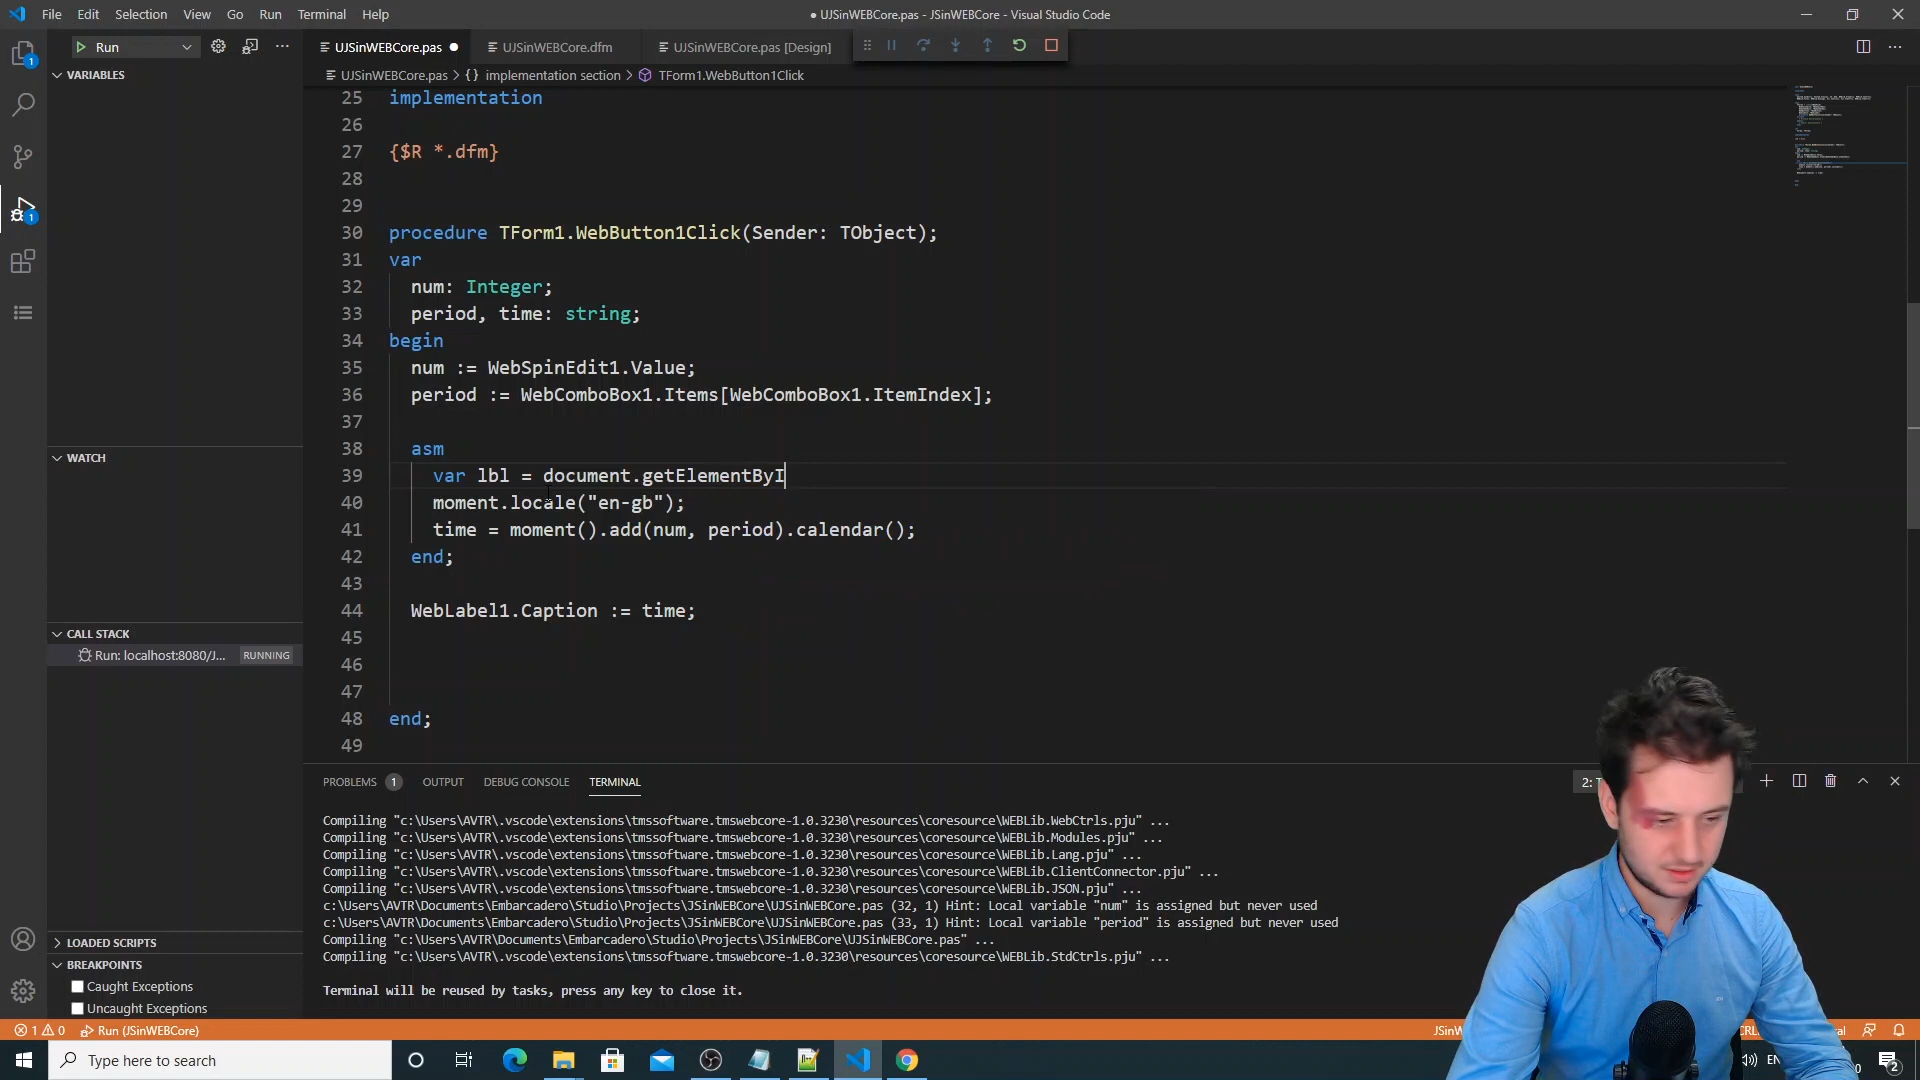 File Edit Selection View Go Run Terminal Help
● UJSinWEBCore.pas - JSinWEBCore - Visual Studio Code
Run
UJSinWEBCore.pas ●
UJSinWEBCore.dfm
UJSinWEBCore.pas [Design]
UJSinWEBCore.pas > {} implementation section > TForm1.WebButton1Click
VARIABLES
WATCH
CALL STACK
Run: localhost:8080/J... RUNNING
LOADED SCRIPTS
BREAKPOINTS
Caught Exceptions
Uncaught Exceptions
25 implementation
26
27 {$R *.dfm}
28
29
30 procedure TForm1.WebButton1Click(Sender: TObject);
31 var
32 num: Integer;
33 period, time: string;
34 begin
35 num := WebSpinEdit1.Value;
36 period := WebComboBox1.Items[WebComboBox1.ItemIndex];
37
38 asm
39 var lbl = document.getElementByI
40 moment.locale("en-gb");
41 time = moment().add(num, period).calendar();
42 end;
43
44 WebLabel1.Caption := time;
45
46
47
48 end;
49
PROBLEMS 1 OUTPUT DEBUG CONSOLE TERMINAL
2:
Compiling "c:\Users\AVTR\.vscode\extensions\tmssoftware.tmswebcore-1.0.3230\resources\coresource\WEBLib.WebCtrls.pju" ...
Compiling "c:\Users\AVTR\.vscode\extensions\tmssoftware.tmswebcore-1.0.3230\resources\coresource\WEBLib.Modules.pju" ...
Compiling "c:\Users\AVTR\.vscode\extensions\tmssoftware.tmswebcore-1.0.3230\resources\coresource\WEBLib.Lang.pju" ...
Compiling "c:\Users\AVTR\.vscode\extensions\tmssoftware.tmswebcore-1.0.3230\resources\coresource\WEBLib.ClientConnector.pju" ...
Compiling "c:\Users\AVTR\.vscode\extensions\tmssoftware.tmswebcore-1.0.3230\resources\coresource\WEBLib.JSON.pju" ...
c:\Users\AVTR\Documents\Embarcadero\Studio\Projects\JSinWEBCore\UJSinWEBCore.pas (32, 1) Hint: Local variable "num" is assigned but never used
c:\Users\AVTR\Documents\Embarcadero\Studio\Projects\JSinWEBCore\UJSinWEBCore.pas (33, 1) Hint: Local variable "period" is assigned but never used
Compiling "c:\Users\AVTR\Documents\Embarcadero\Studio\Projects\JSinWEBCore\UJSinWEBCore.pas" ...
Compiling "c:\Users\AVTR\.vscode\extensions\tmssoftware.tmswebcore-1.0.3230\resources\coresource\WEBLib.StdCtrls.pju" ...
Terminal will be reused by tasks, press any key to close it.
1 0 Run (JSinWEBCore)
Type here to search